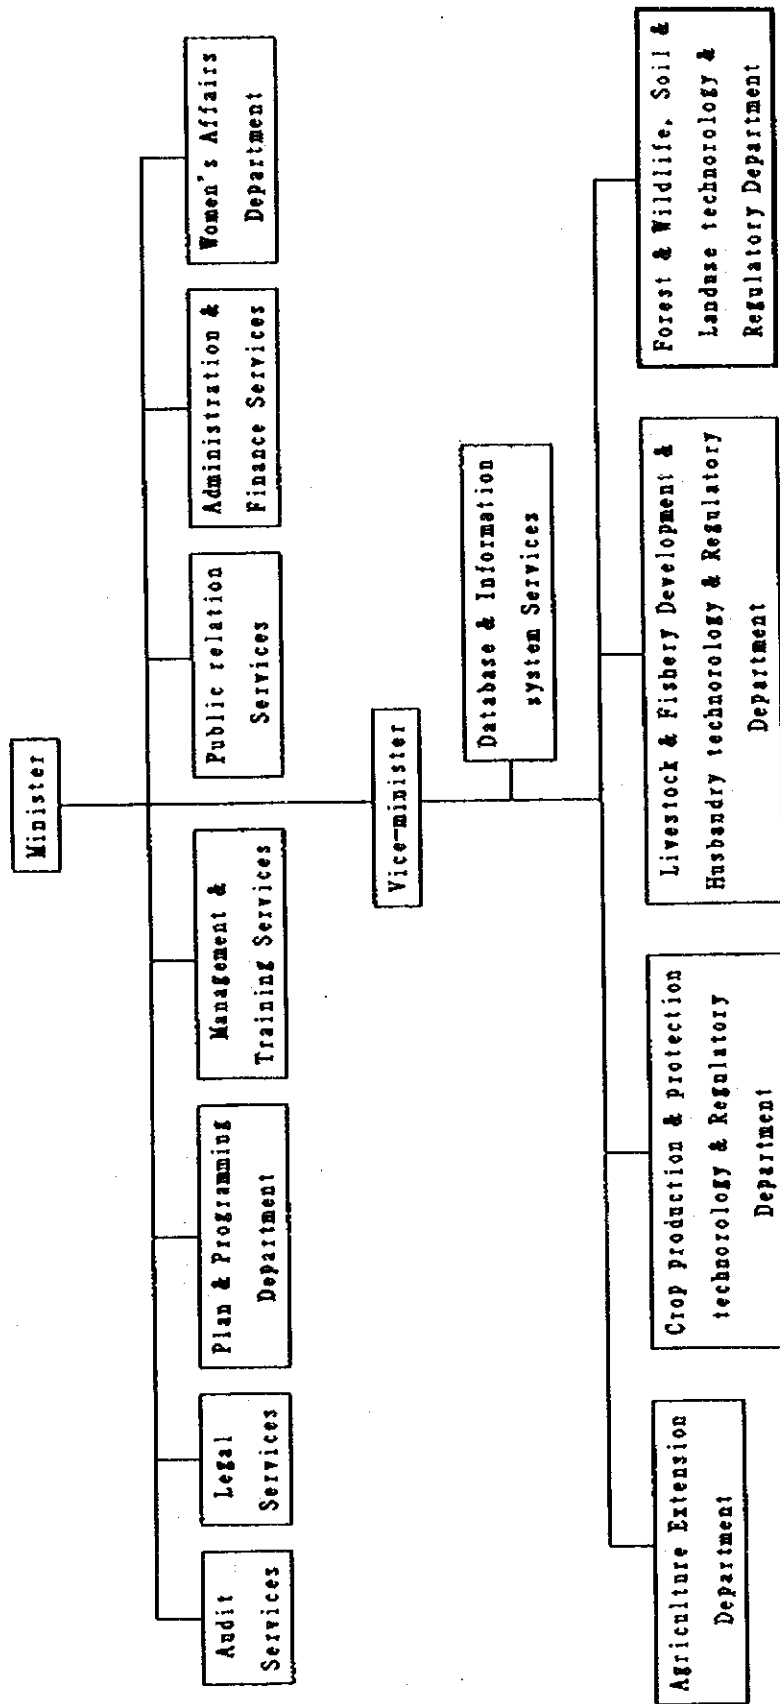 Minister
Audit
Services
Legal
Services
Plan & Programming
Department
Management &
Training Services
Public relation
Services
Administration &
Finance Services
Women's Affairs
Department
Vice-minister
Database & Information
system Services
Agriculture Extension
Department
Crop production & protection
technorology & Regulatory
Department
Livestock & Fishery Development &
Husbandry technorology & Regulatory
Department
Forest & Wildlife, Soil &
Landuse technorology &
Regulatory Department